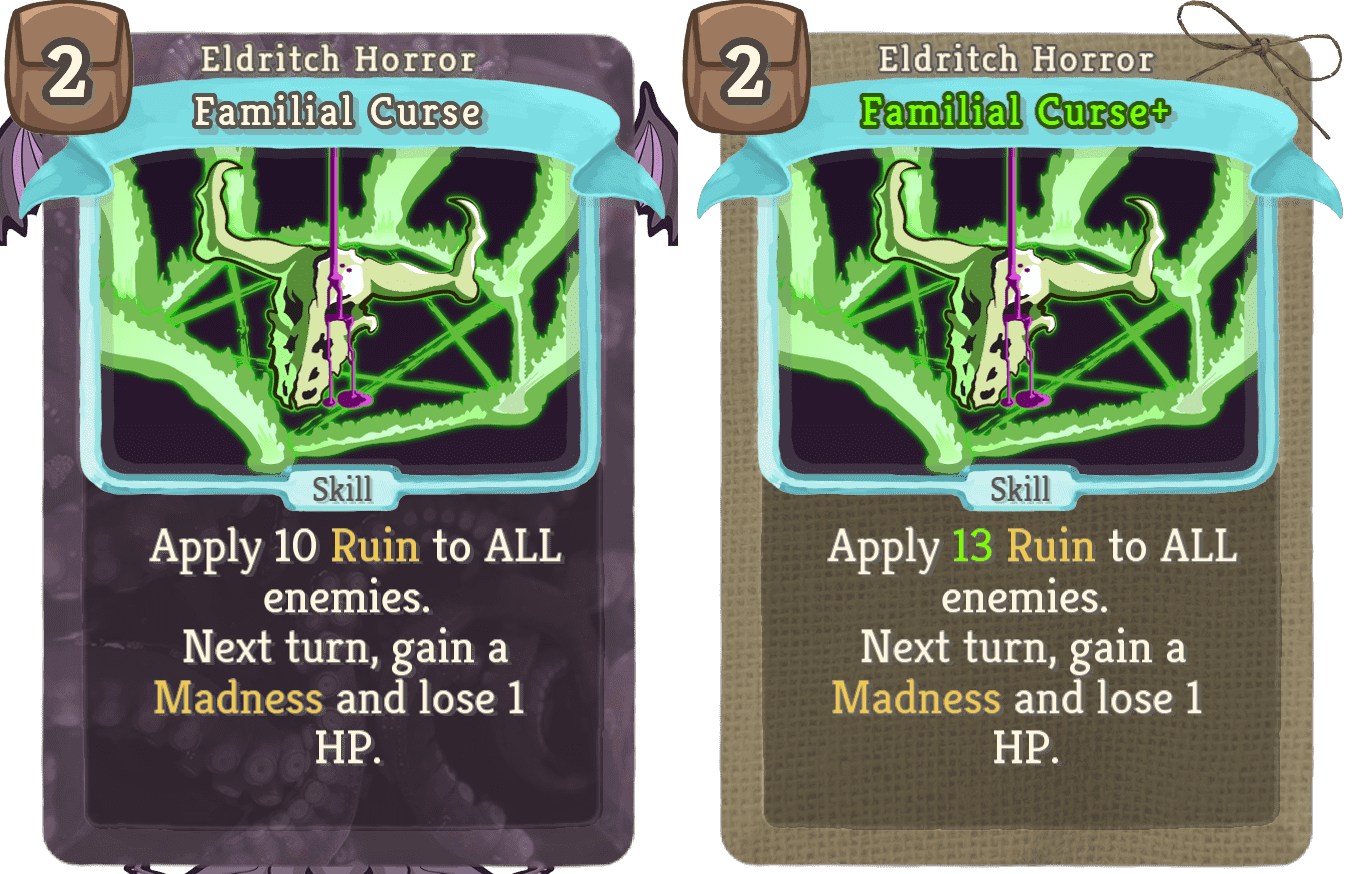 2
Eldritch Horror
Familial Curse
Skill
Apply 10 Ruin to ALL
enemies.
Next turn, gain a
Madness and lose 1
HP.
2
Eldritch Horror
Familial Curse+
Skill
Apply 13 Ruin to ALL
enemies.
Next turn, gain a
Madness and lose 1
HP.